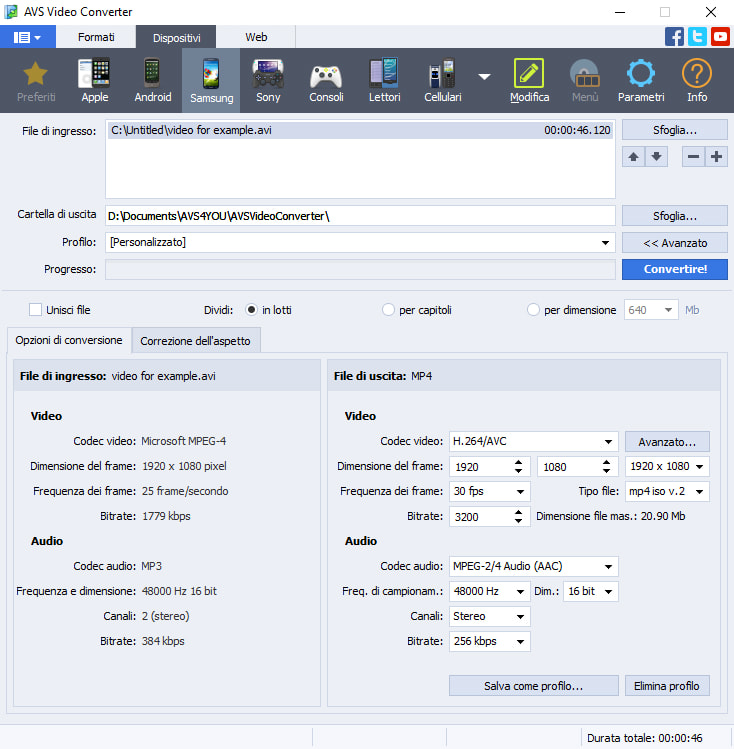 AVS Video Converter
Formati Dispositivi Web
Preferiti Apple Android Samsung Sony Consoli Lettori Cellulari Modifica Menù Parametri Info
File di ingresso: C:\Untitled\video for example.avi 00:00:46.120 Sfoglia...
Cartella di uscita D:\Documents\AVS4YOU\AVSVideoConverter\ Sfoglia...
Profilo: [Personalizzato] << Avanzato
Progresso: Convertire!
Unisci file Dividi: in lotti per capitoli per dimensione 640 Mb
Opzioni di conversione Correzione dell'aspetto
File di ingresso: video for example.avi
Video
Codec video: Microsoft MPEG-4
Dimensione del frame: 1920 x 1080 pixel
Frequenza dei frame: 25 frame/secondo
Bitrate: 1779 kbps
Audio
Codec audio: MP3
Frequenza e dimensione: 48000 Hz 16 bit
Canali: 2 (stereo)
Bitrate: 384 kbps
File di uscita: MP4
Video
Codec video: H.264/AVC Avanzato...
Dimensione del frame: 1920 1080 1920 x 1080
Frequenza dei frame: 30 fps Tipo file: mp4 iso v.2
Bitrate: 3200 Dimensione file mas.: 20.90 Mb
Audio
Codec audio: MPEG-2/4 Audio (AAC)
Freq. di campionam.: 48000 Hz Dim.: 16 bit
Canali: Stereo
Bitrate: 256 kbps
Salva come profilo... Elimina profilo
Durata totale: 00:00:46